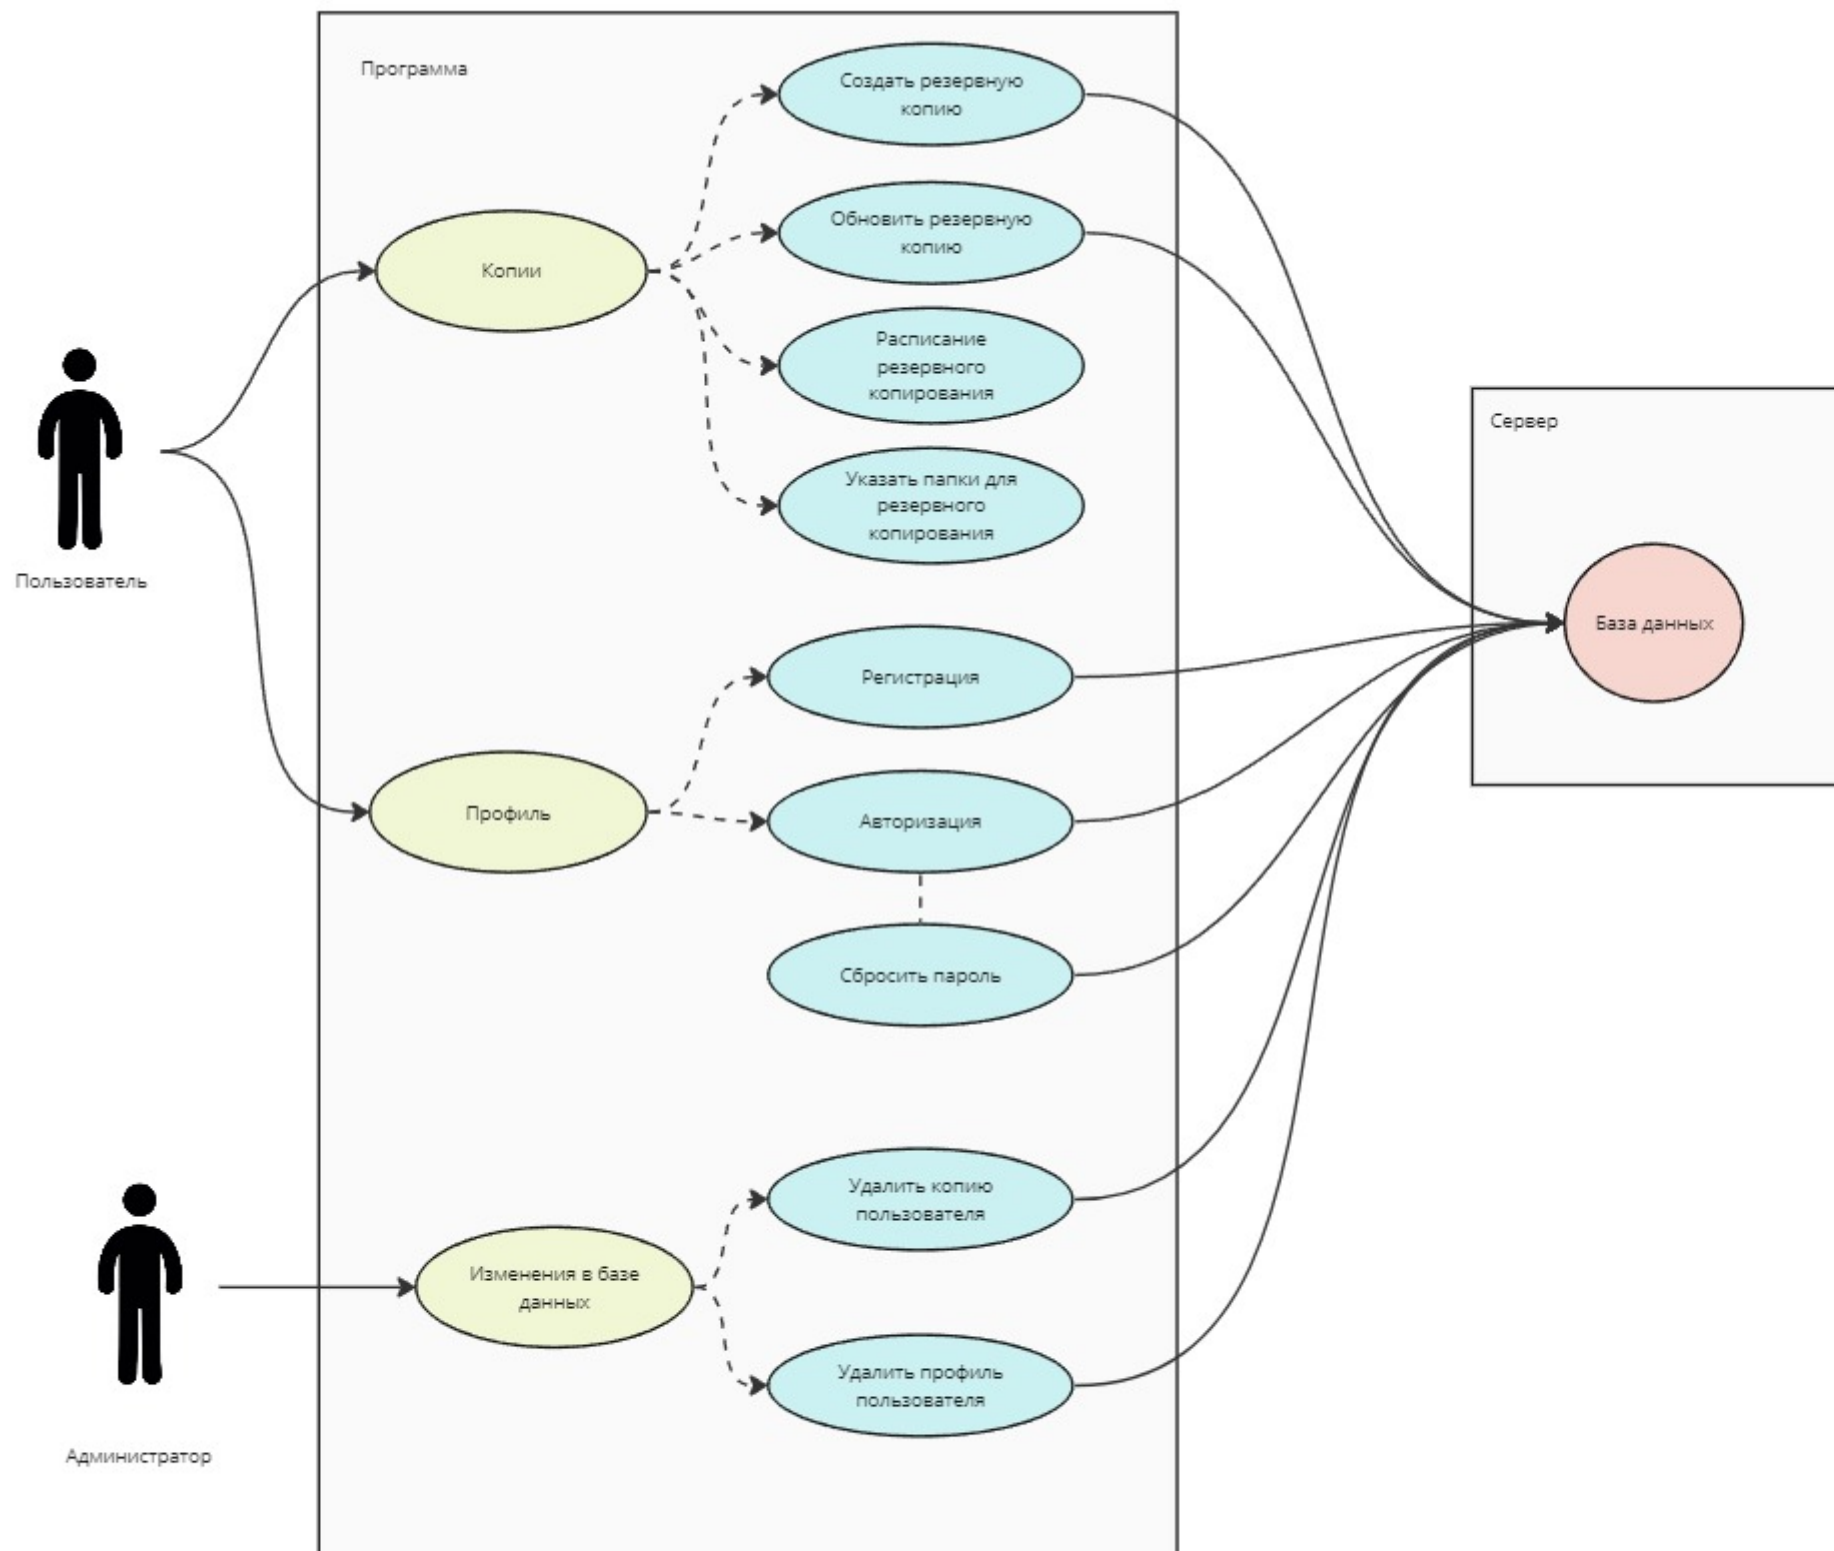 Программа
Создать резервную
копию
Обновить резервную
копию
Копии
Расписание
резервного
копирования
Указать папки для
резервного
копирования
Пользователь
Сервер
База данных
Регистрация
Профиль
Авторизация
Сбросить пароль
Удалить копию
пользователя
Изменения в базе
данных
Удалить профиль
пользователя
Администратор